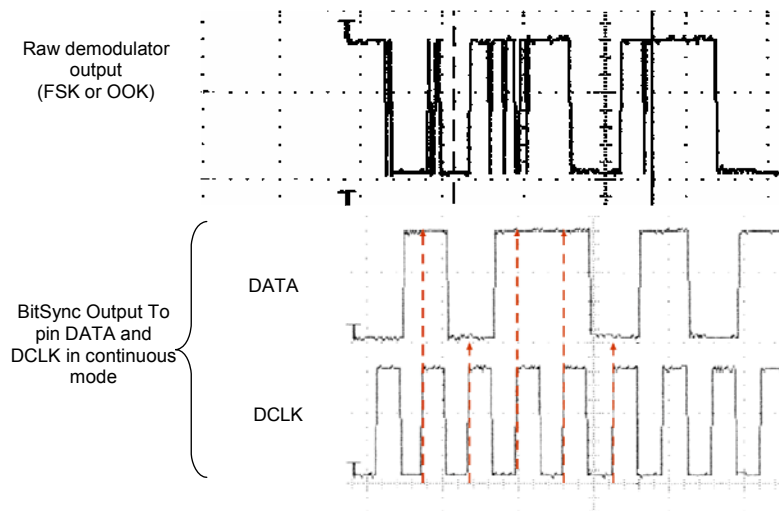 Raw demodulator
output
(FSK or OOK)
BitSync Output To
pin DATA and
DCLK in continuous
mode
DATA
DCLK